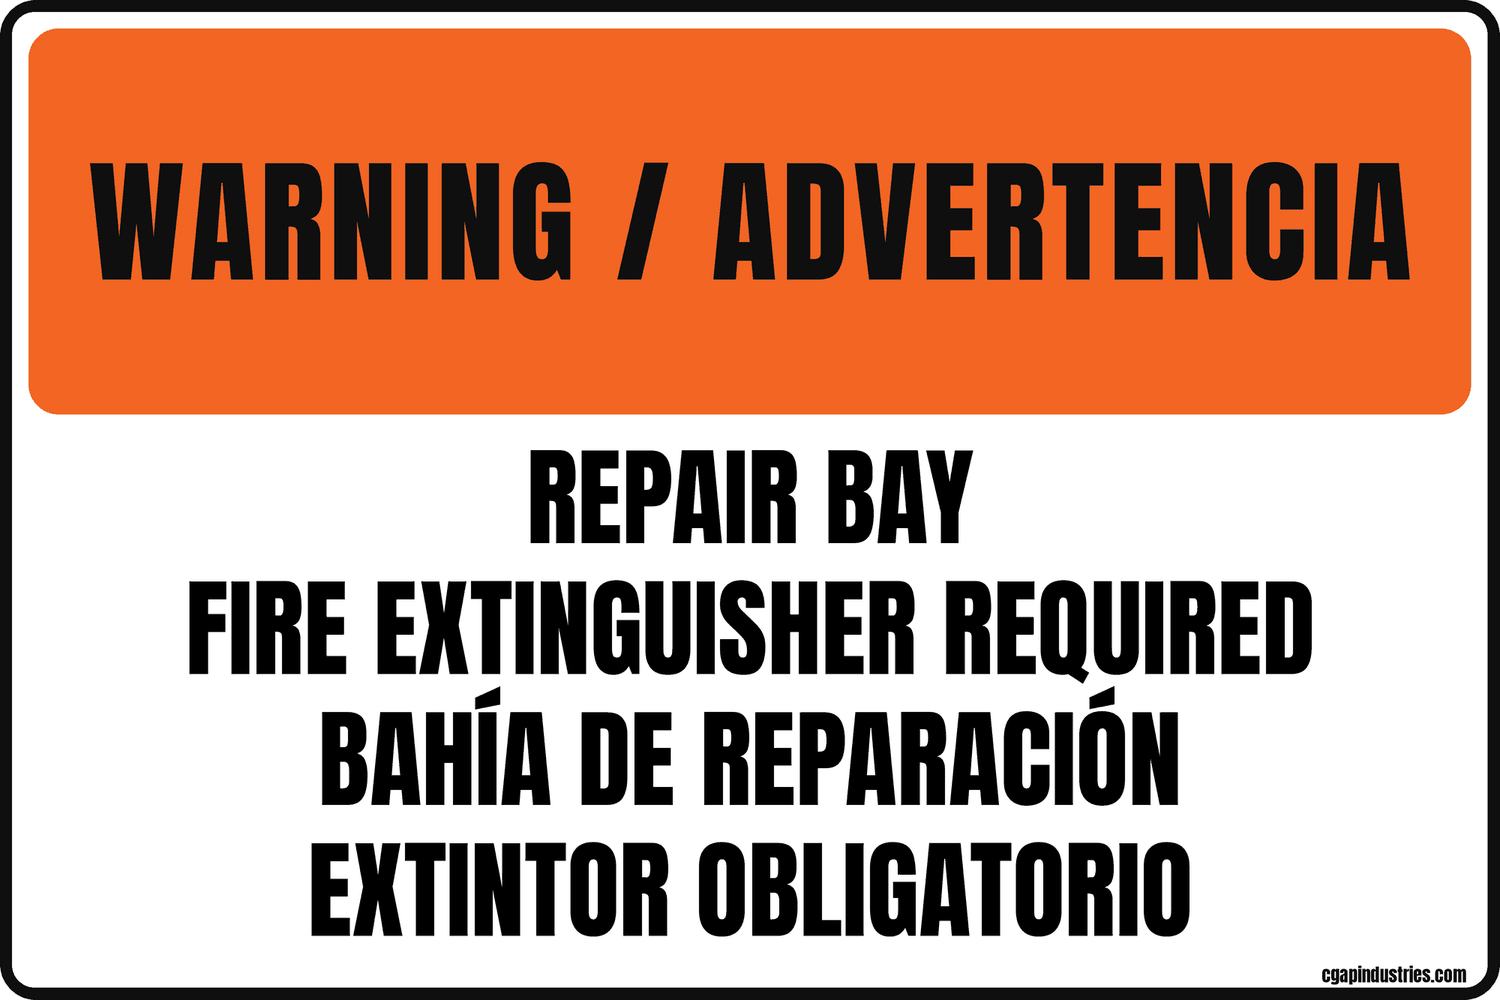 WARNING / ADVERTENCIA
REPAIR BAY
FIRE EXTINGUISHER REQUIRED
BAHÍA DE REPARACIÓN
EXTINTOR OBLIGATORIO
cgapindustries.com